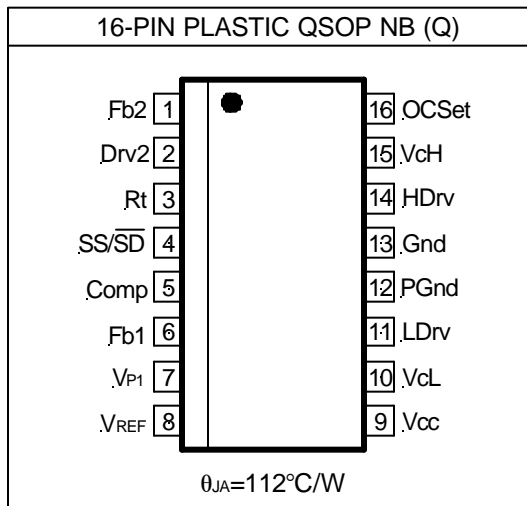 16-PIN PLASTIC QSOP NB (Q)
Fb2 1 16 OCSet
Drv2 2 15 VcH
Rt 3 14 HDrv
SS/SD 4 13 Gnd
Comp 5 12 PGnd
Fb1 6 11 LDrv
VP1 7 10 VcL
VREF 8 9 Vcc
θJA=112°C/W